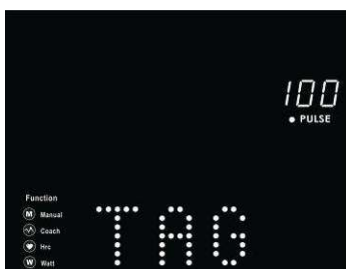 100
PULSE
Function
M Manual
Coach
Hrc
W Watt
TAG